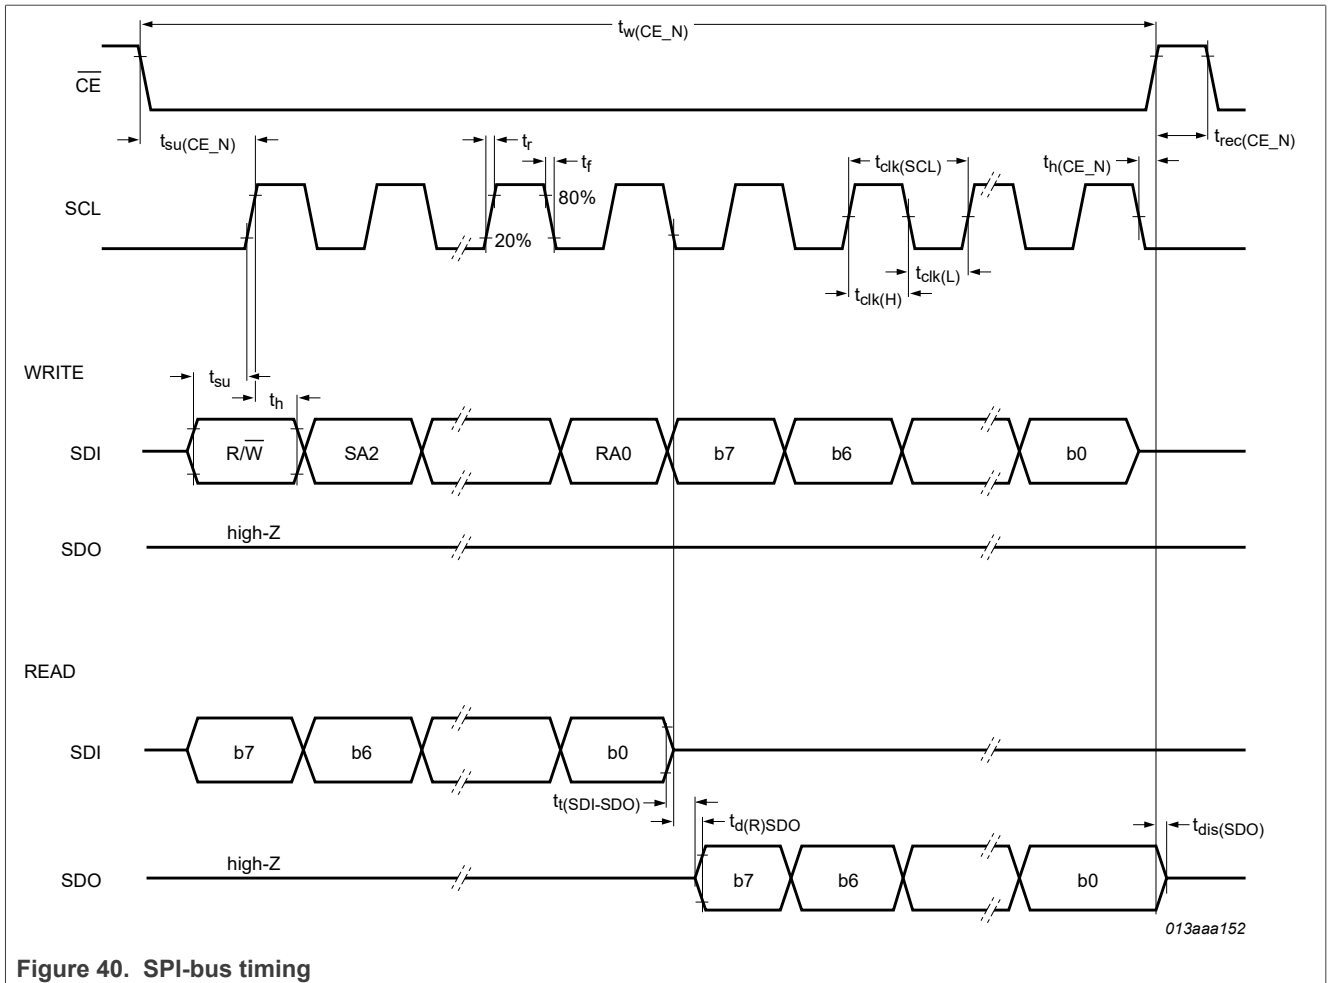 tw(CE_N)
CE
tsu(CE_N)
tr
tf
tclk(SCL)
th(CE_N)
trec(CE_N)
SCL
80%
20%
tclk(L)
tclk(H)
WRITE
tsu
th
SDI
R/W
SA2
RA0
b7
b6
b0
SDO
high-Z
READ
SDI
b7
b6
b0
tt(SDI-SDO)
td(R)SDO
tdis(SDO)
SDO
high-Z
b7
b6
b0
013aaa152
Figure 40. SPI-bus timing